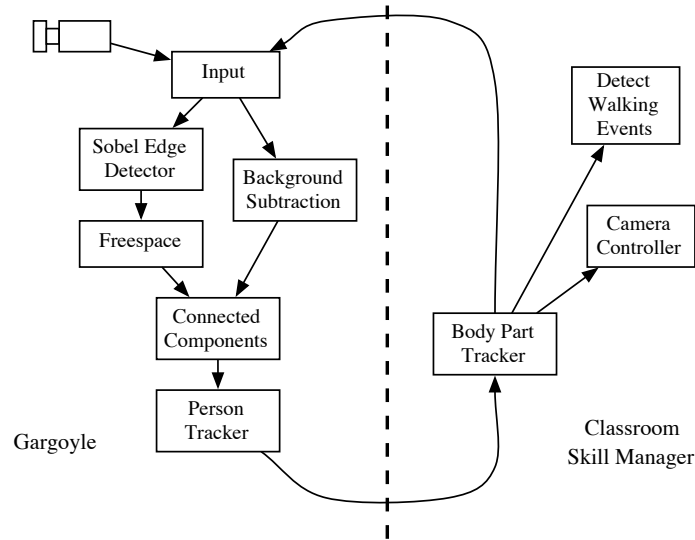 Input
Detect
Walking
Events
Sobel Edge
Detector
Background
Subtraction
Camera
Controller
Freespace
Connected
Components
Body Part
Tracker
Person
Tracker
Gargoyle
Classroom
Skill Manager